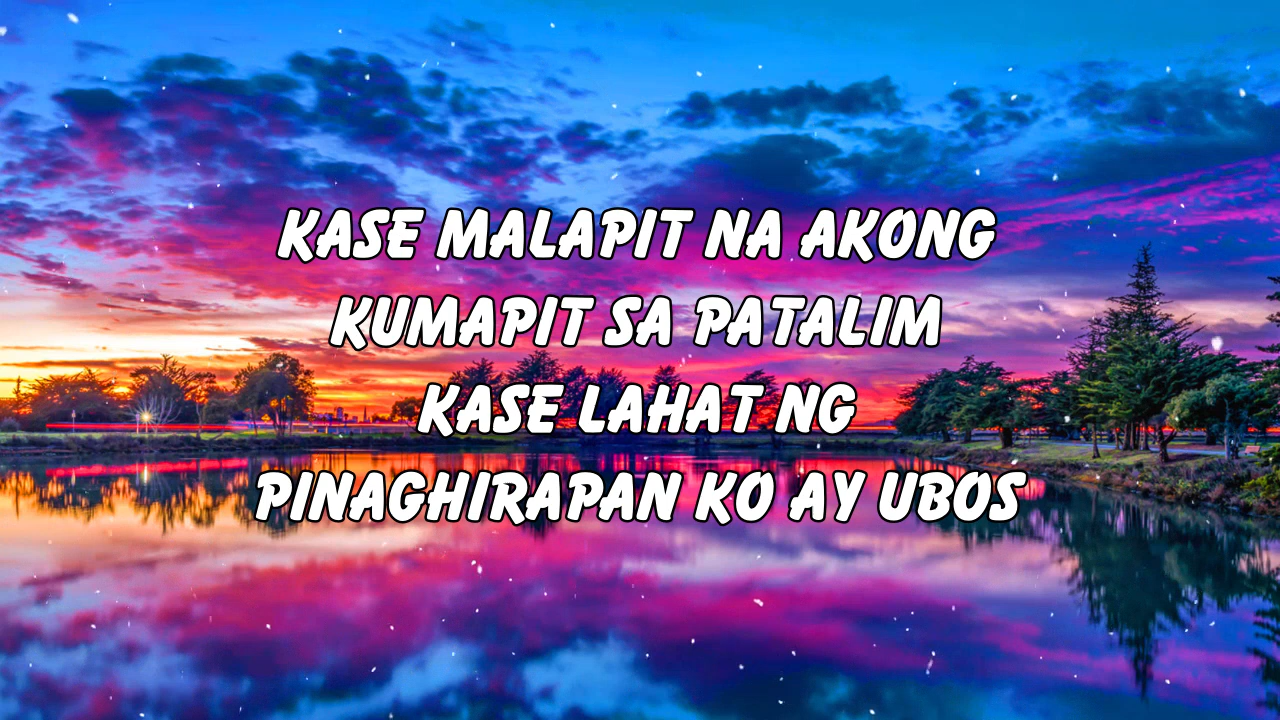 KASE MALAPIT NA AKONG
KUMAPIT SA PATALIM
KASE LAHAT NG
PINAGHIRAPAN KO AY UBOS